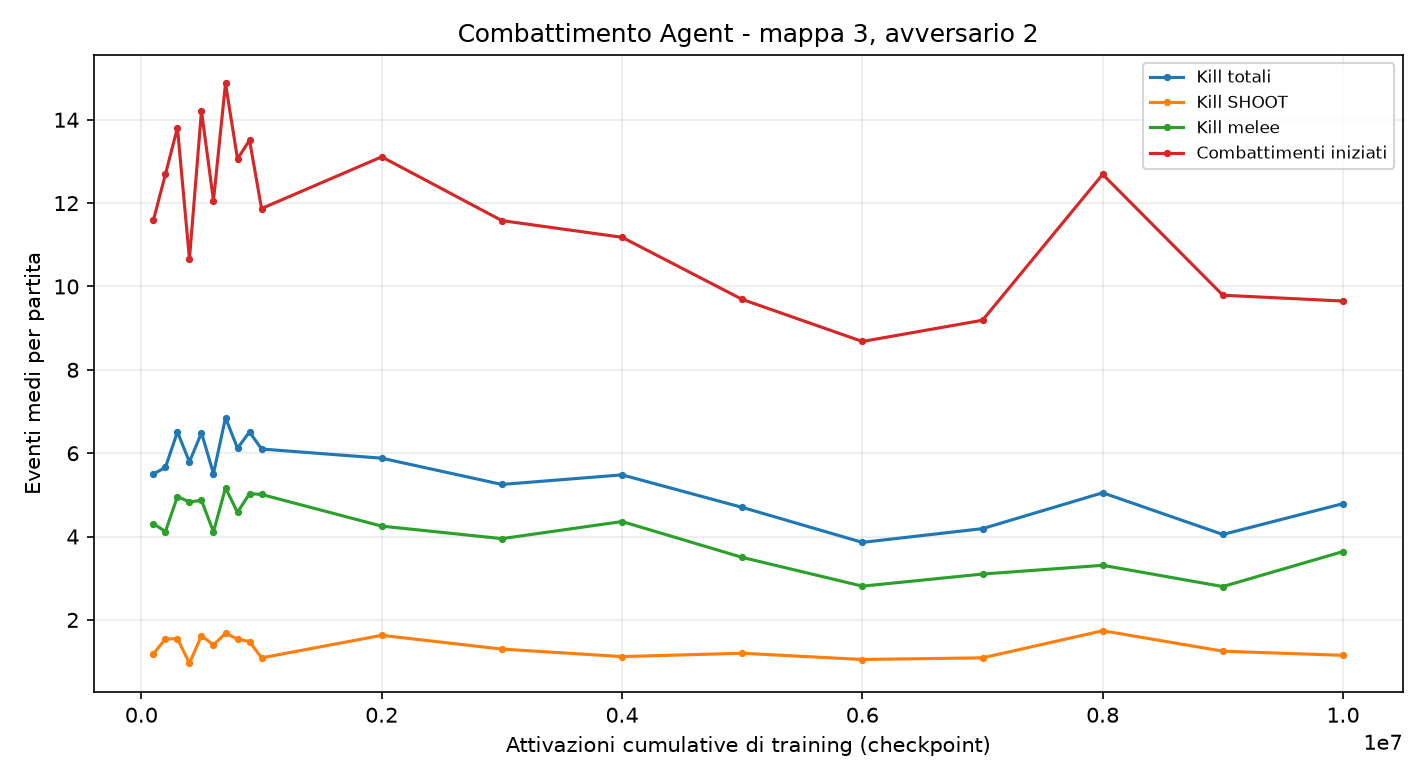 Combattimento Agent - mappa 3, avversario 2
Kill totali
Kill SHOOT
Kill melee
Combattimenti iniziati
Eventi medi per partita
14
12
10
8
6
4
2
0.0
0.2
0.4
0.6
0.8
1.0
1e7
Attivazioni cumulative di training (checkpoint)